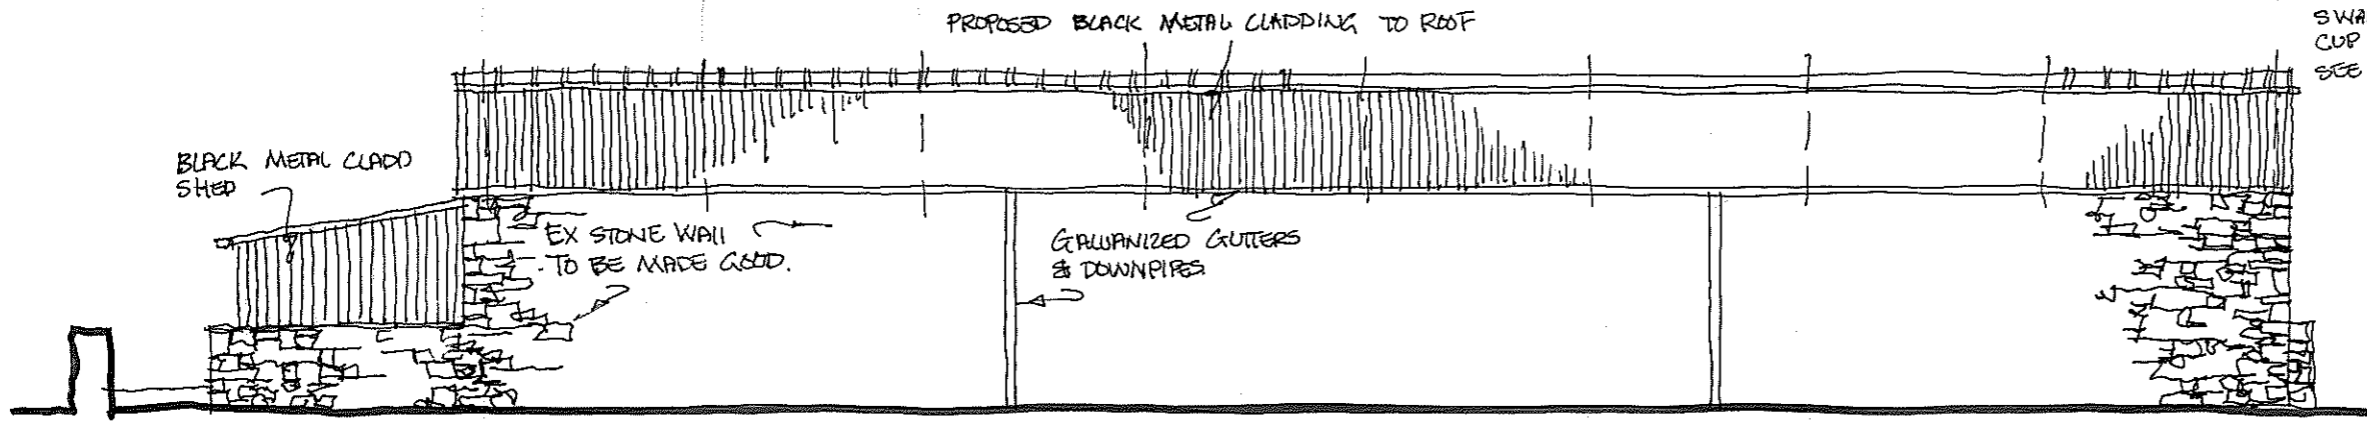 PROPOSED BLACK METAL CLADDING TO ROOF
SWA
CUP
SEE
BLACK METAL CLADD
SHED
EX STONE WALL
TO BE MADE GOOD.
GALVANIZED GUTTERS
& DOWNPIPES